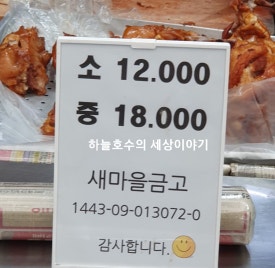 소 12.000
중 18.000
하늘호수의 세상이야기
새마을금고
1443-09-013072-0
감사합니다.